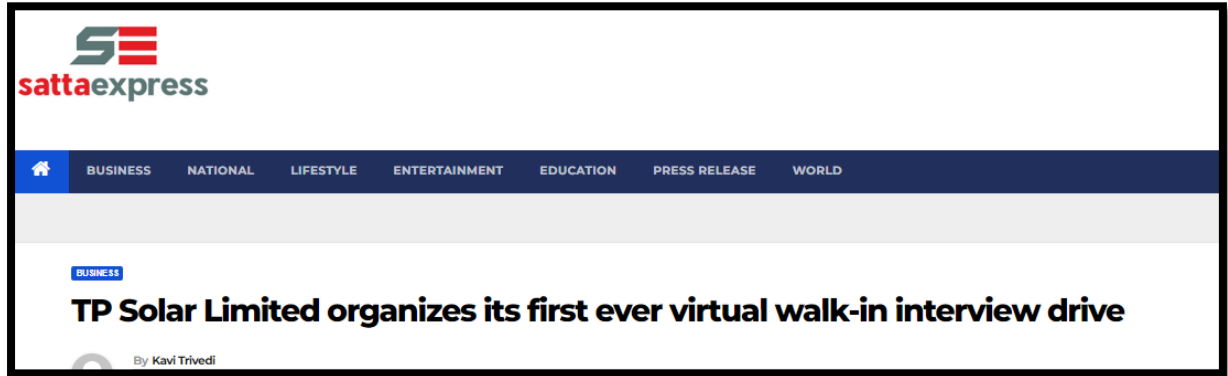 SE
sattaexpress
BUSINESS NATIONAL LIFESTYLE ENTERTAINMENT EDUCATION PRESS RELEASE WORLD
BUSINESS
TP Solar Limited organizes its first ever virtual walk-in interview drive
By Kavi Trivedi